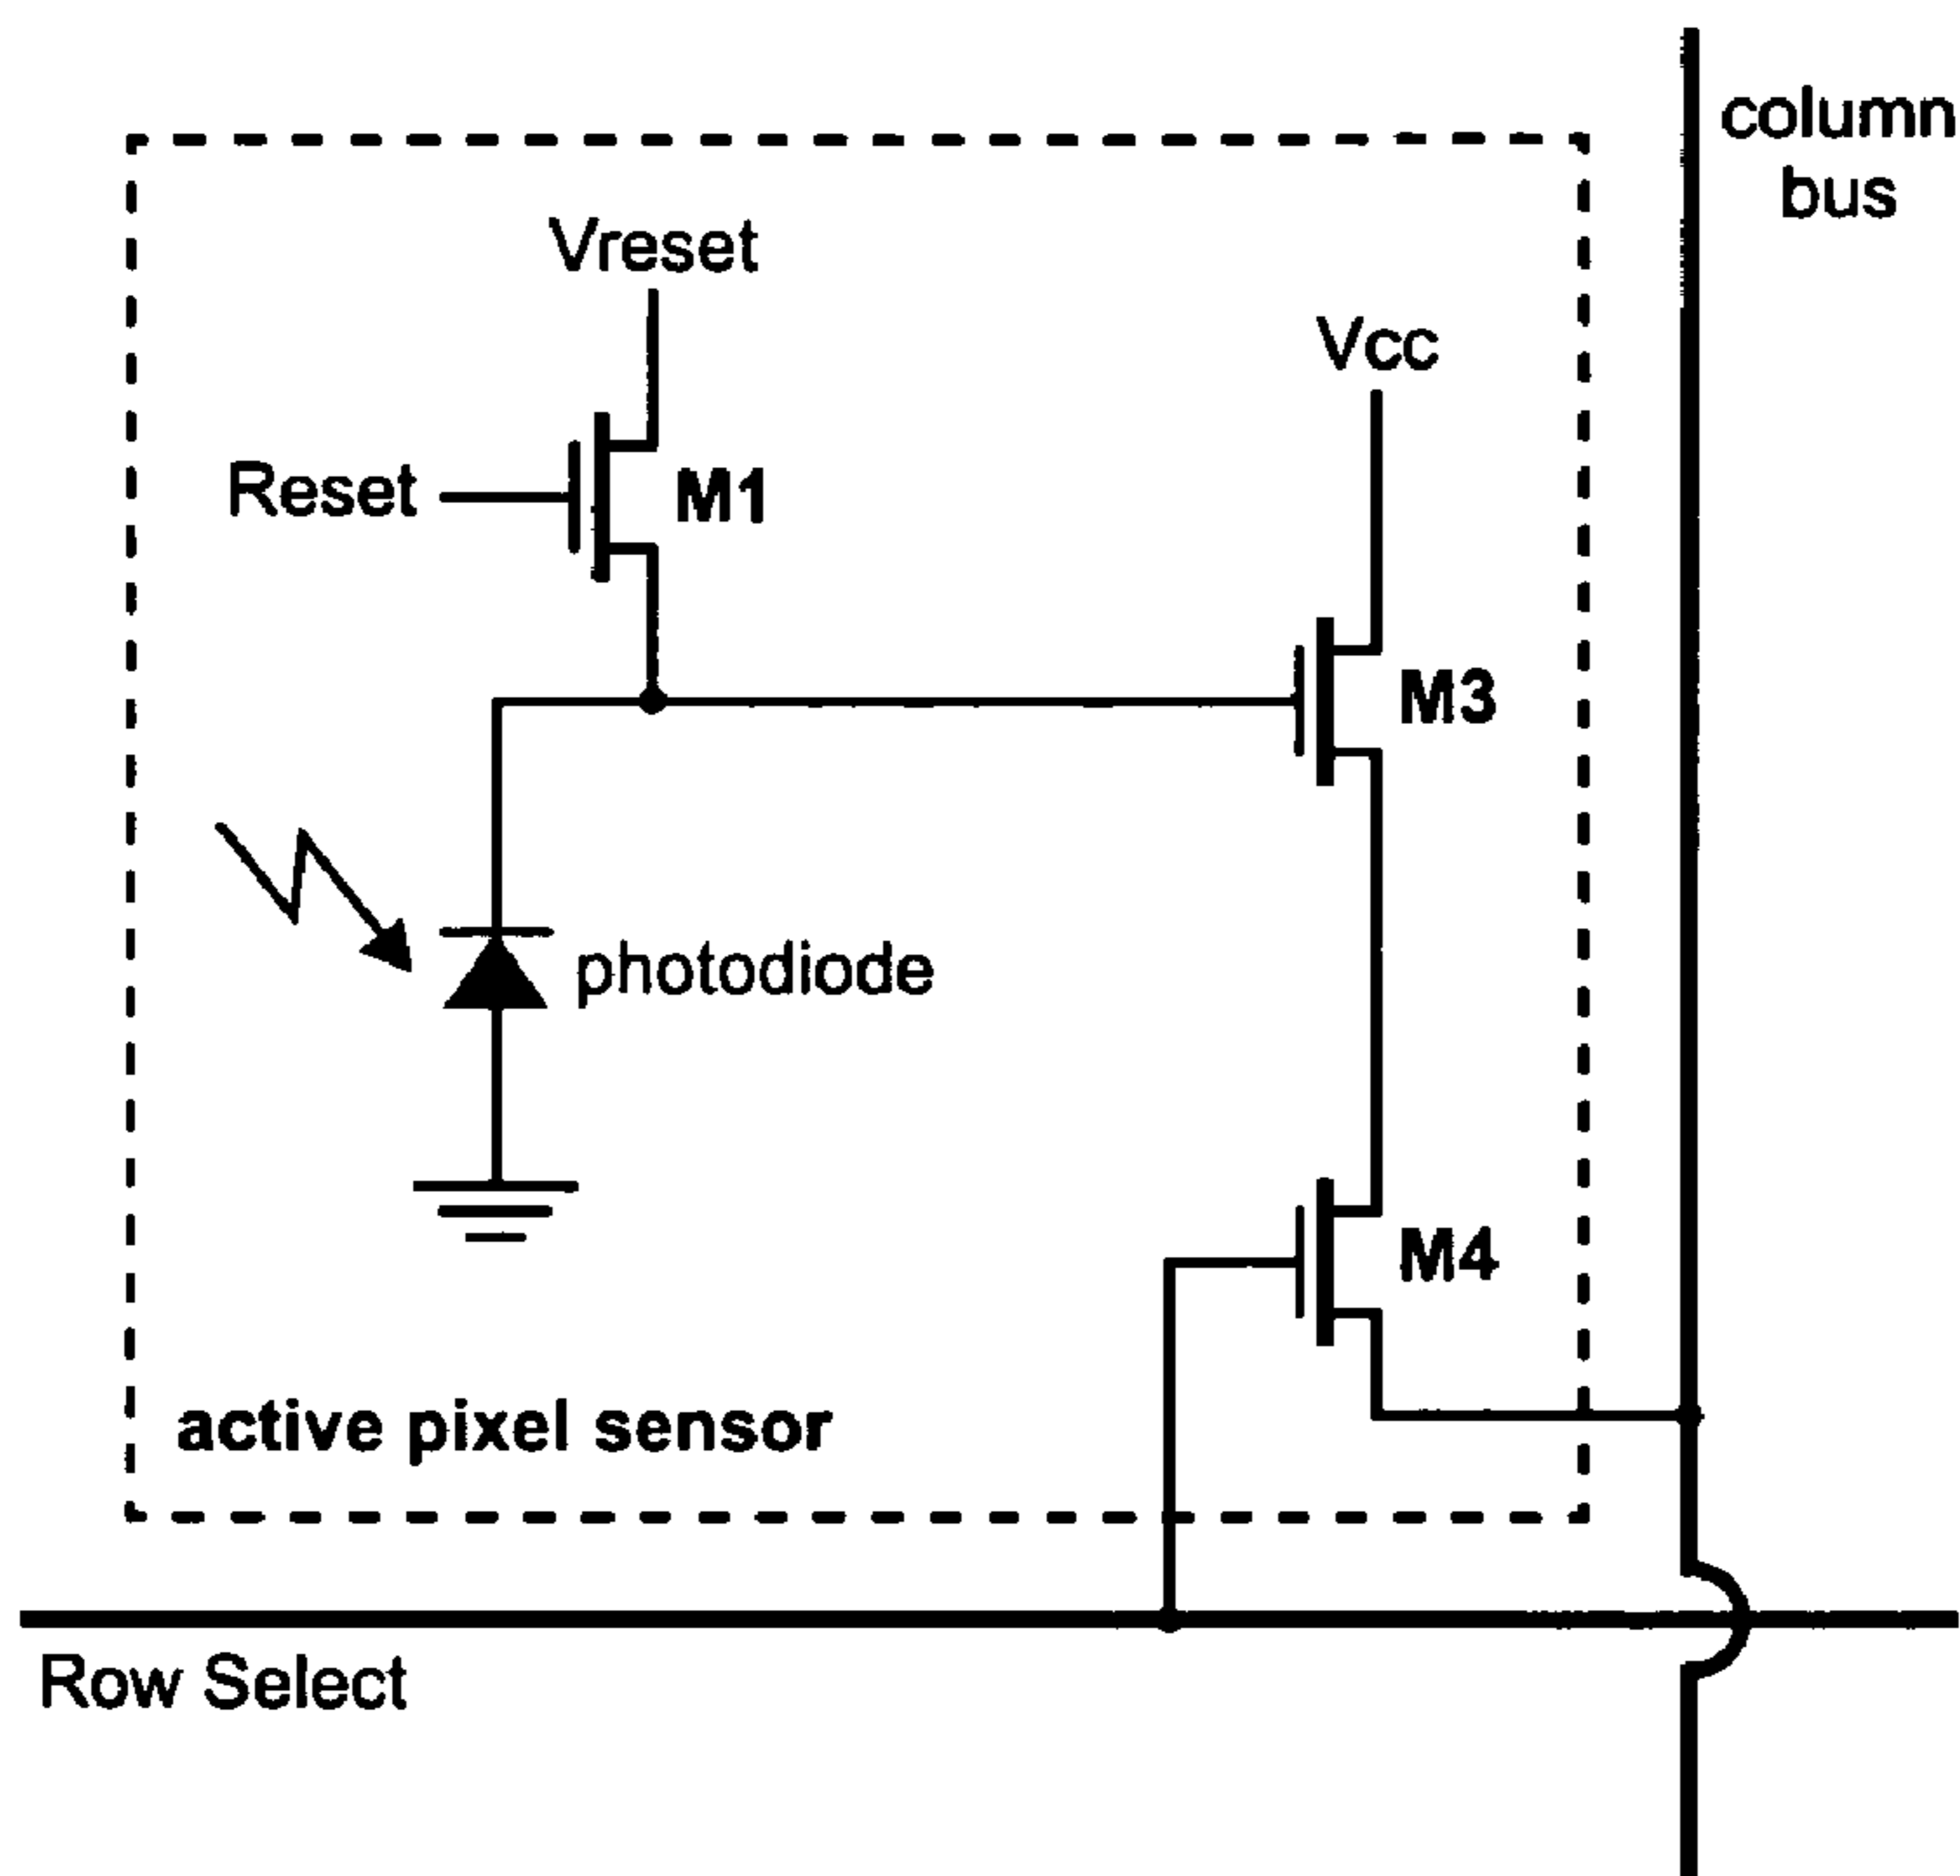 column
bus
Vreset
Vcc
Reset
M1
M3
photodiode
M4
active pixel sensor
Row Select